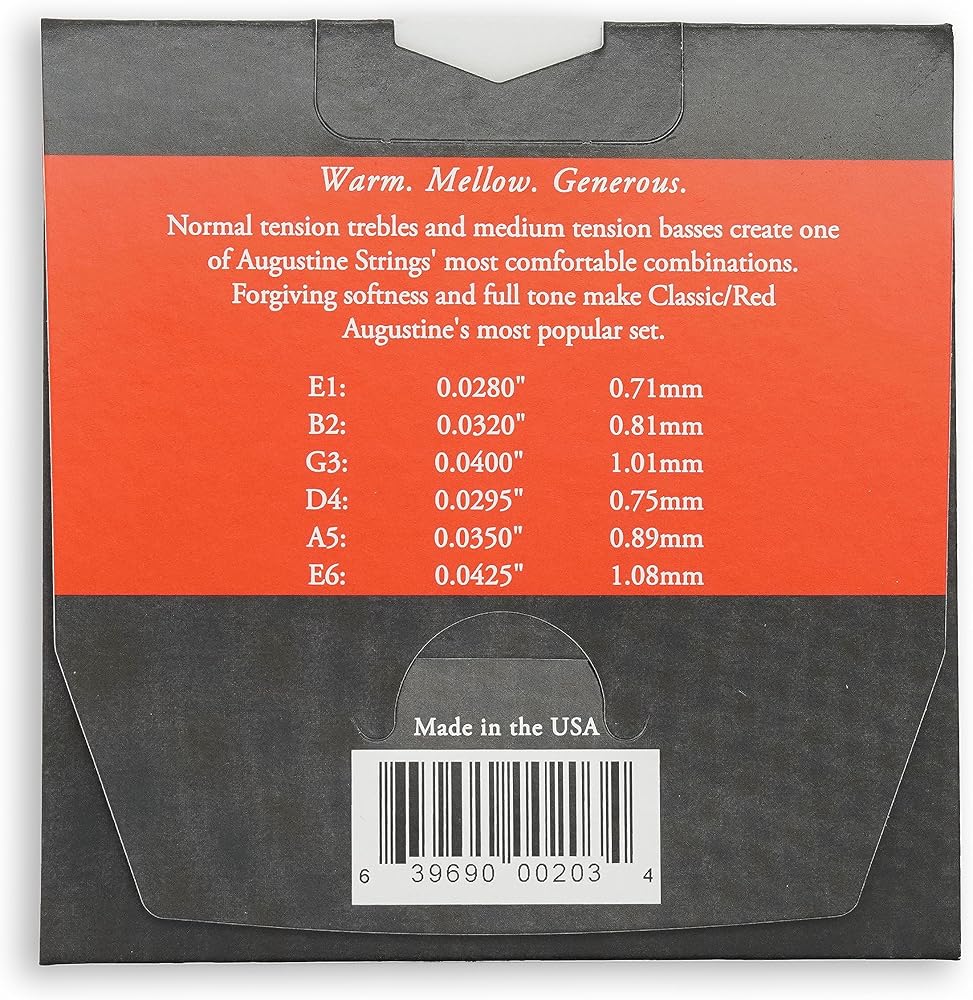 Warm. Mellow. Generous.
Normal tension trebles and medium tension basses create one
of Augustine Strings' most comfortable combinations.
Forgiving softness and full tone make Classic/Red
Augustine's most popular set.
E1: 0.0280" 0.71mm
B2: 0.0320" 0.81mm
G3: 0.0400" 1.01mm
D4: 0.0295" 0.75mm
A5: 0.0350" 0.89mm
E6: 0.0425" 1.08mm
Made in the USA
6 39690 00203 4